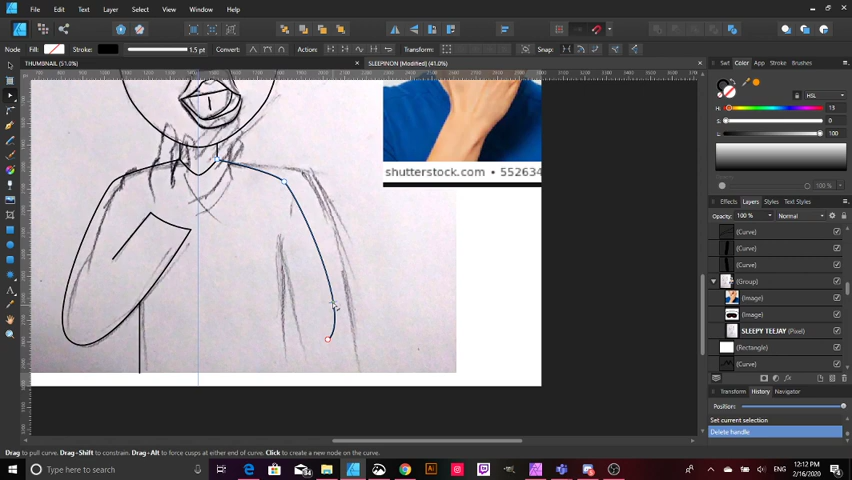 File Edit Text Layer Select View Window Help
Node Fill: Stroke: 1.5 pt Convert: Action: Transform: Snap:
THUMBNAIL (51.0%) × SLEEPINON [Modified] (41.0%) ×
shutterstock.com • 552634
Swt Color App Stroke Brushes
HSL
H: 13
S: 0
L: 100
100 %
Effects Layers Styles Text Styles
Opacity: 100 % Normal
(Curve)
(Curve)
(Curve)
(Group)
(Image)
(Image)
SLEEPY TEEJAY (Pixel)
(Rectangle)
(Curve)
Transform History Navigator
Position:
Set current selection
Delete handle
Drag to pull curve. Drag+Shift to constrain. Drag+Alt to force cusps at either end of curve. Click to create a new node on the curve.
Type here to search
ENG
12:12 PM
2/16/2020